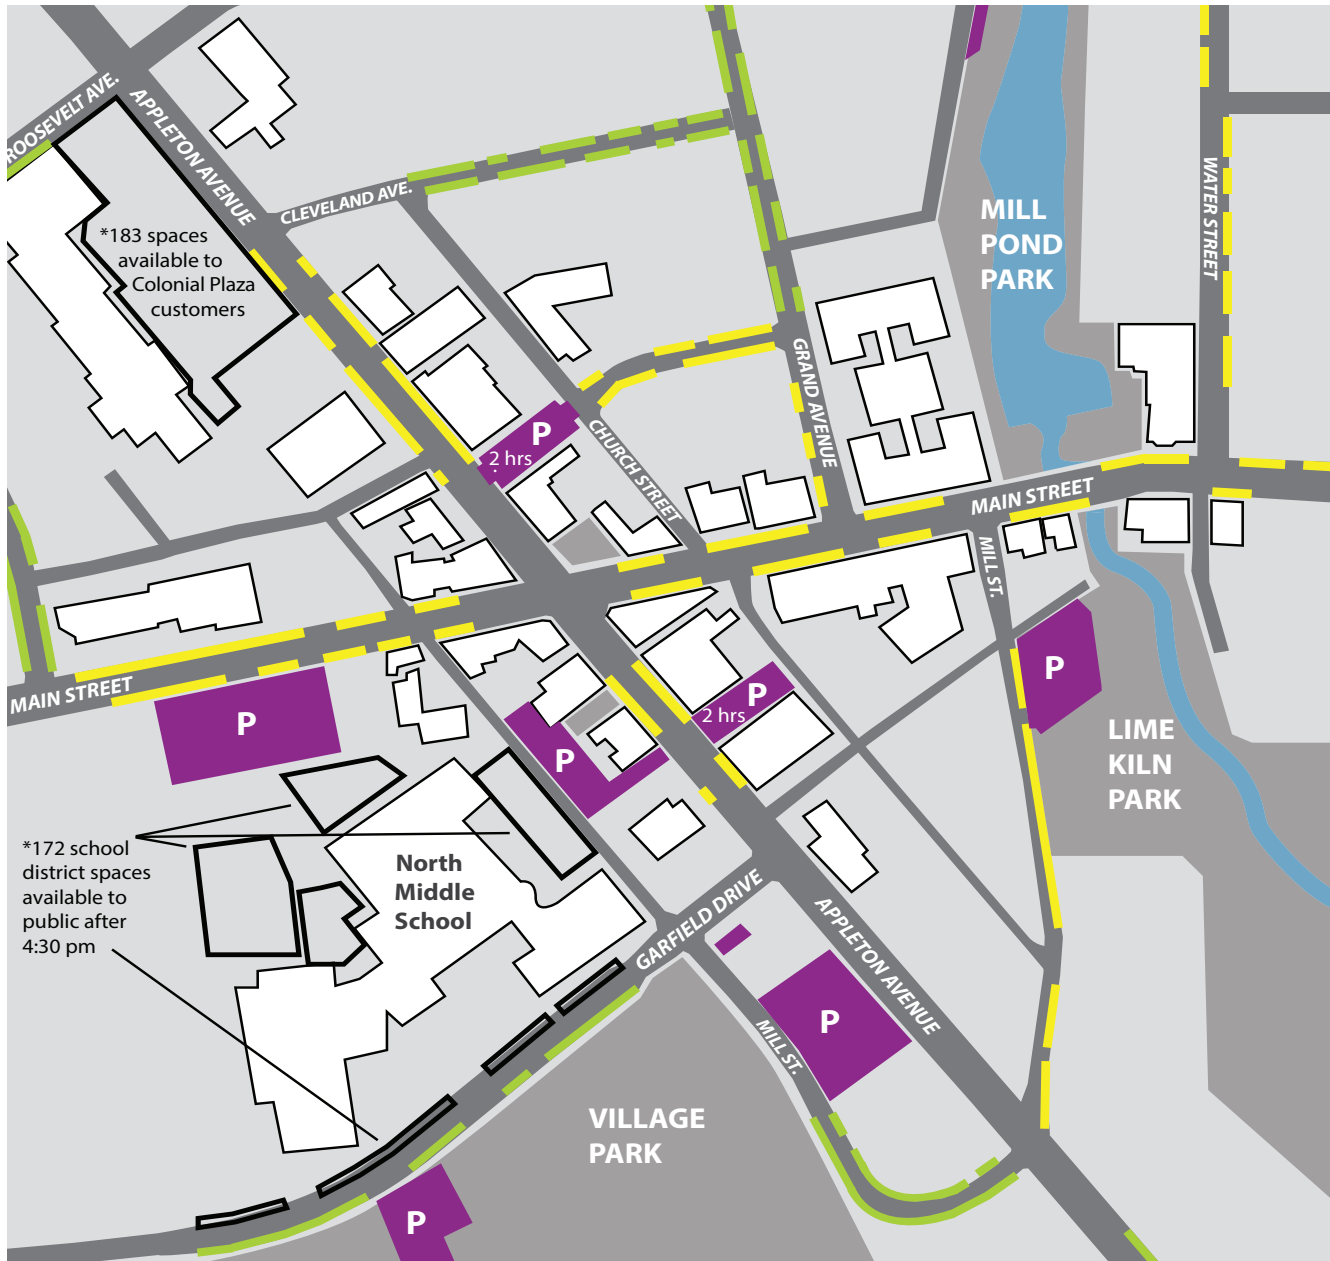 ROOSEVELT AVE.
APPLETON AVENUE
CLEVELAND AVE.
*183 spaces
available to
Colonial Plaza
customers
MILL
POND
PARK
WATER STREET
GRAND AVENUE
CHURCH STREET
P
2 hrs
MAIN STREET
MILL ST.
MAIN STREET
P
P
2 hrs
P
P
LIME
KILN
PARK
*172 school
district spaces
available to
public after
4:30 pm
North
Middle
School
GARFIELD DRIVE
APPLETON AVENUE
P
MILL ST.
VILLAGE
PARK
P